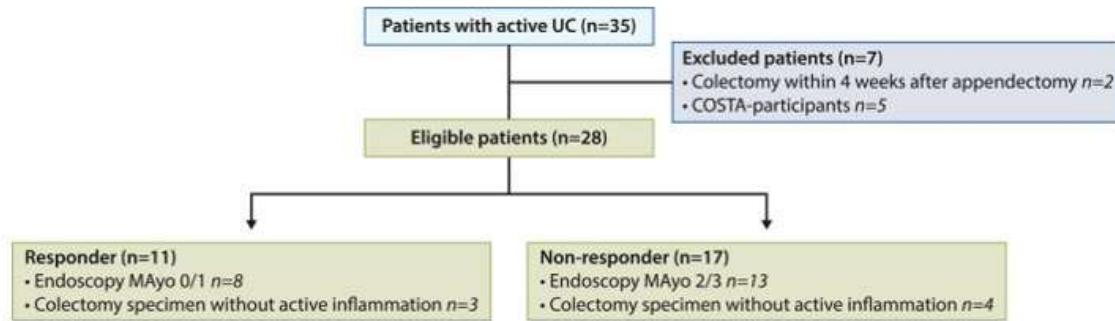 Patients with active UC (n=35)
Excluded patients (n=7)
• Colectomy within 4 weeks after appendectomy n=2
• COSTA-participants n=5
Eligible patients (n=28)
Responder (n=11)
• Endoscopy MAyo 0/1 n=8
• Colectomy specimen without active inflammation n=3
Non-responder (n=17)
• Endoscopy MAyo 2/3 n=13
• Colectomy specimen without active inflammation n=4